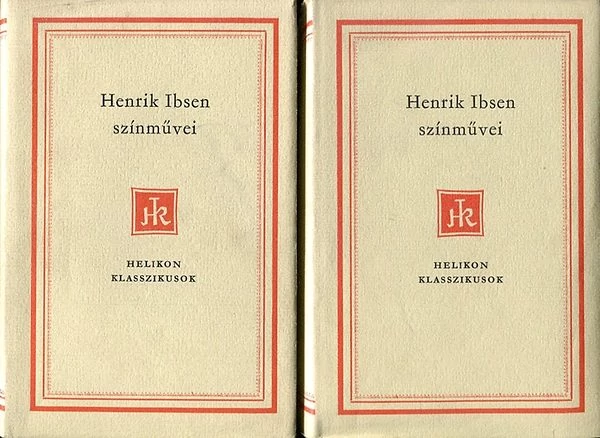 Henrik Ibsen
színművei
HK
HELIKON
KLASSZIKUSOK
Henrik Ibsen
színművei
HK
HELIKON
KLASSZIKUSOK